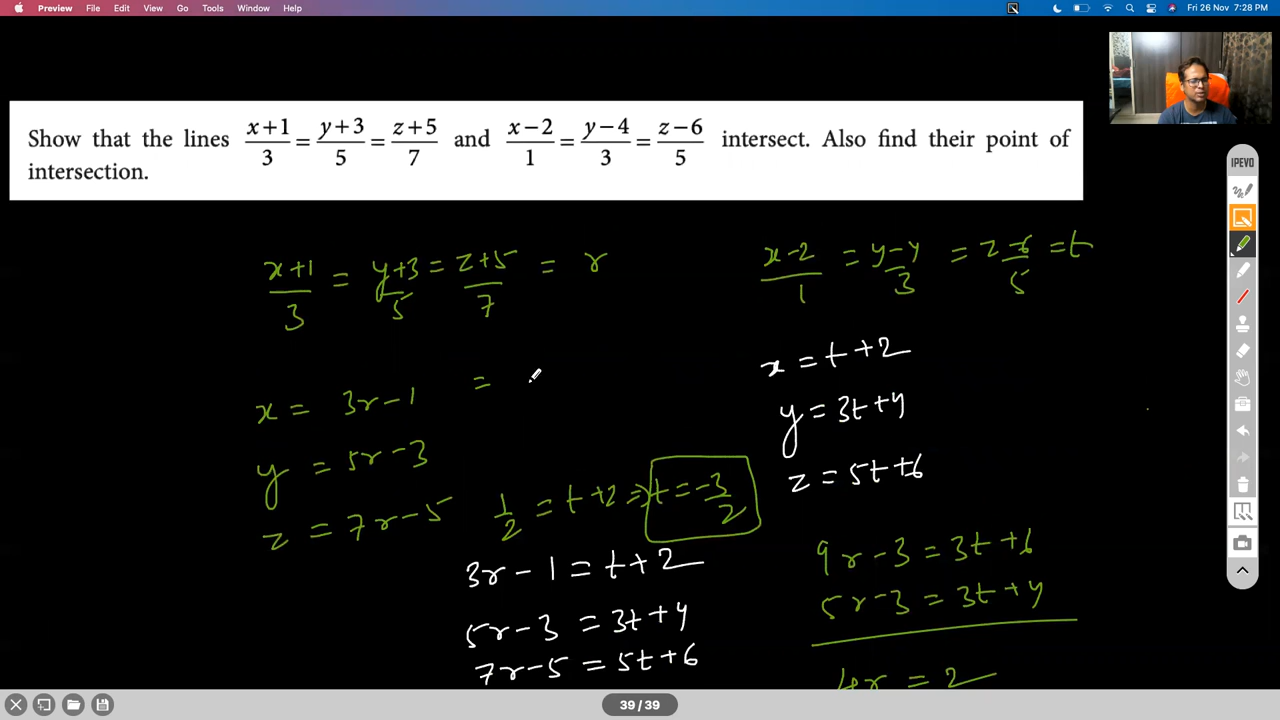 Preview File Edit View Go Tools Window Help Fri 26 Nov 7:28 PM
Show that the lines (x+1)/3 = (y+3)/5 = (z+5)/7 and (x−2)/1 = (y−4)/3 = (z−6)/5 intersect. Also find their point of
intersection.
IPEVO
(x+1)/3 = (y+3)/5 = (z+5)/7 = r
(x-2)/1 = (y-4)/3 = (z-6)/5 = t
x = 3r-1 =
y = 5r-3
z = 7r-5
x = t+2
y = 3t+4
z = 5t+6
1/2 = t+2 ⇒ t = -3/2
3r-1 = t+2
5r-3 = 3t+4
7r-5 = 5t+6
9r-3 = 3t+6
5r-3 = 3t+4
4r = 2
39 / 39